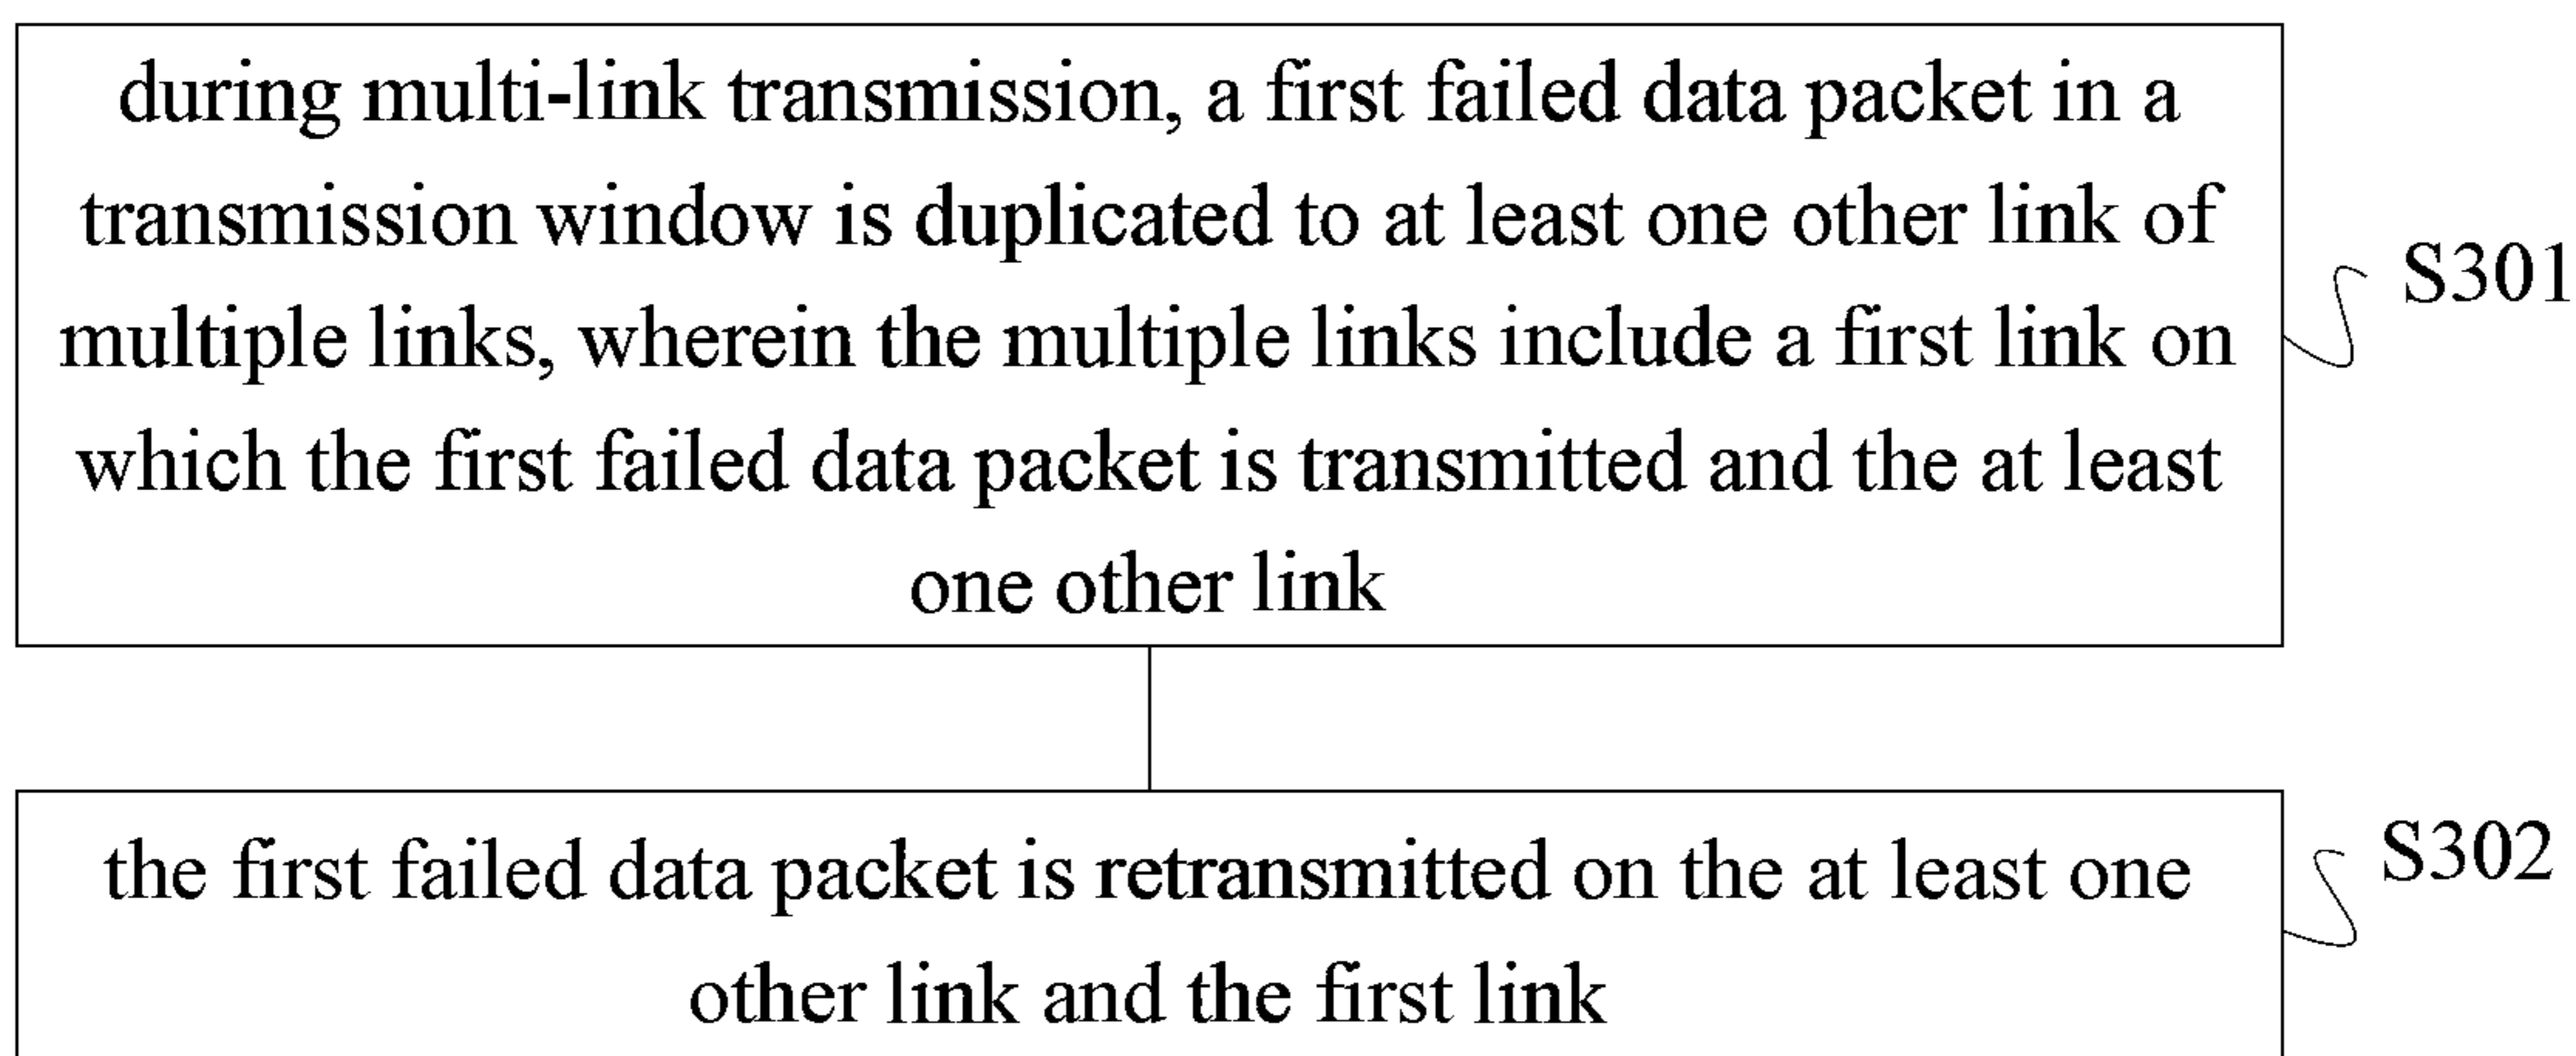 during multi-link transmission, a first failed data packet in a
transmission window is duplicated to at least one other link of
multiple links, wherein the multiple links include a first link on
which the first failed data packet is transmitted and the at least
one other link
S301
the first failed data packet is retransmitted on the at least one
other link and the first link
S302